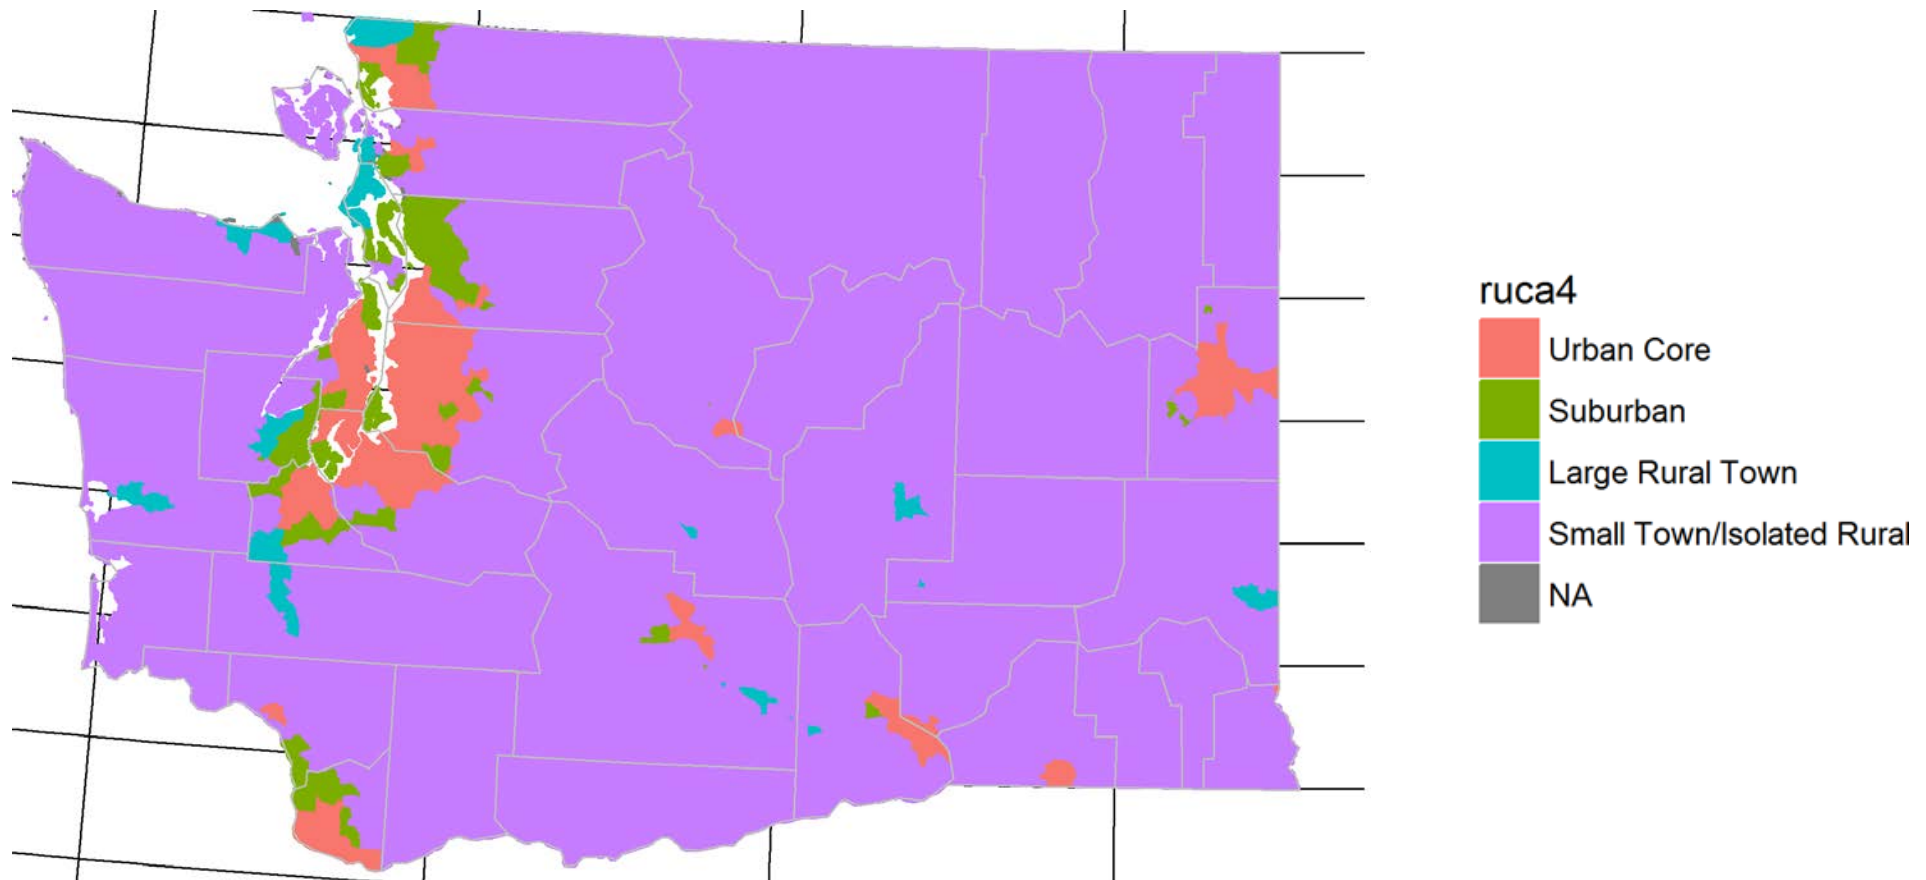 ruca4
Urban Core
Suburban
Large Rural Town
Small Town/Isolated Rural
NA